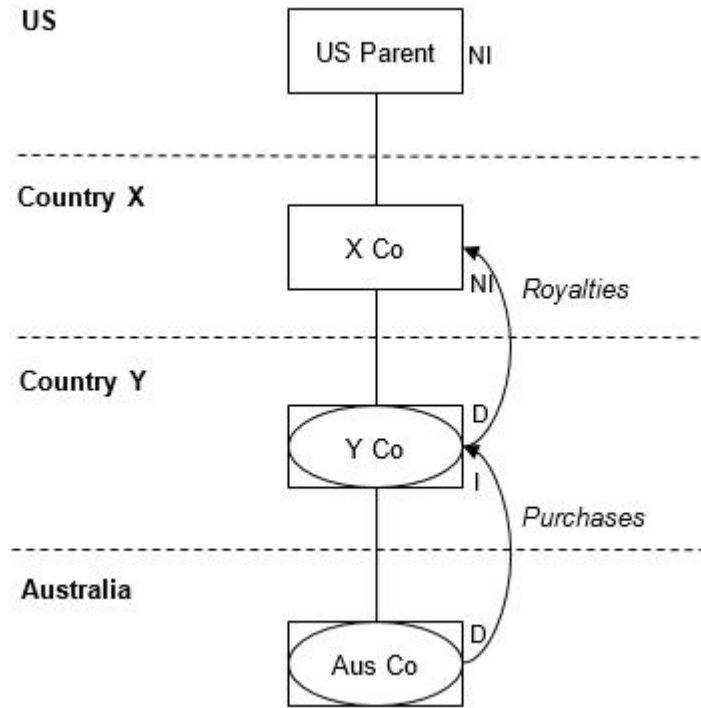 US
US Parent NI
Country X
X Co
NI
Royalties
Country Y
D
Y Co
I
Purchases
Australia
D
Aus Co